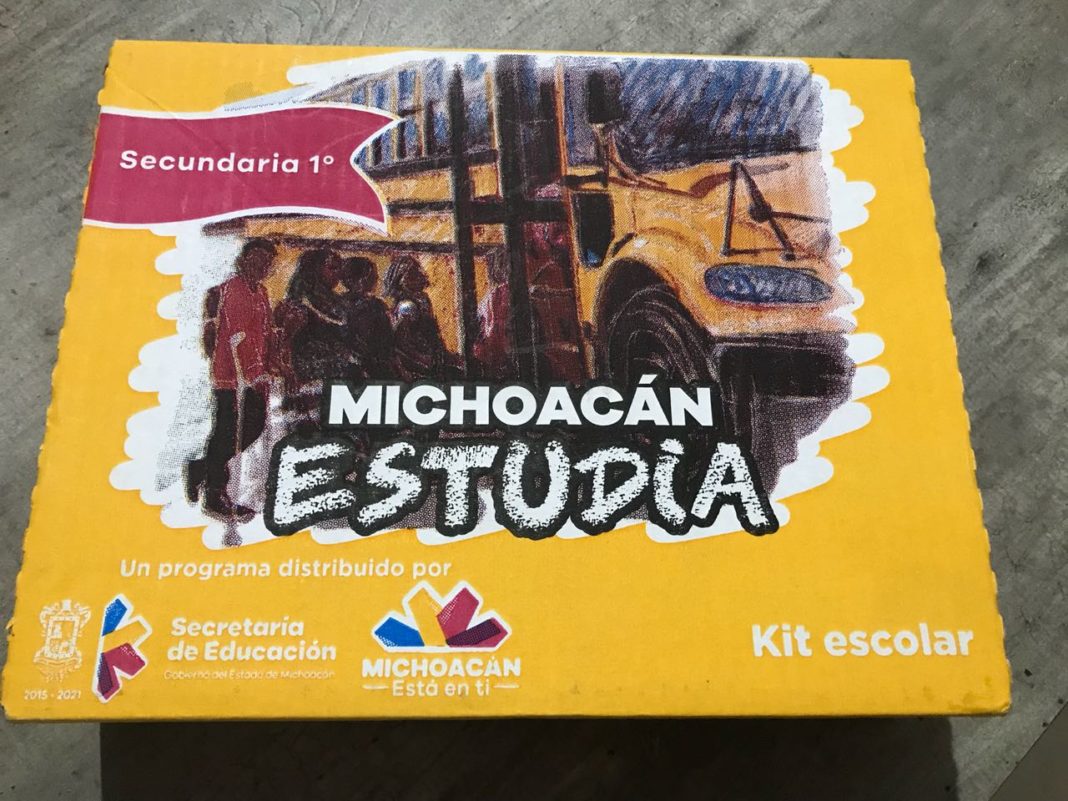 Secundaria 1°
MICHOACÁN
ESTUDiA
Un programa distribuido por
Secretaría
de Educación
Gobierno del Estado de Michoacán
2015 - 2021
MICHOACÁN
Está en ti
Kit escolar